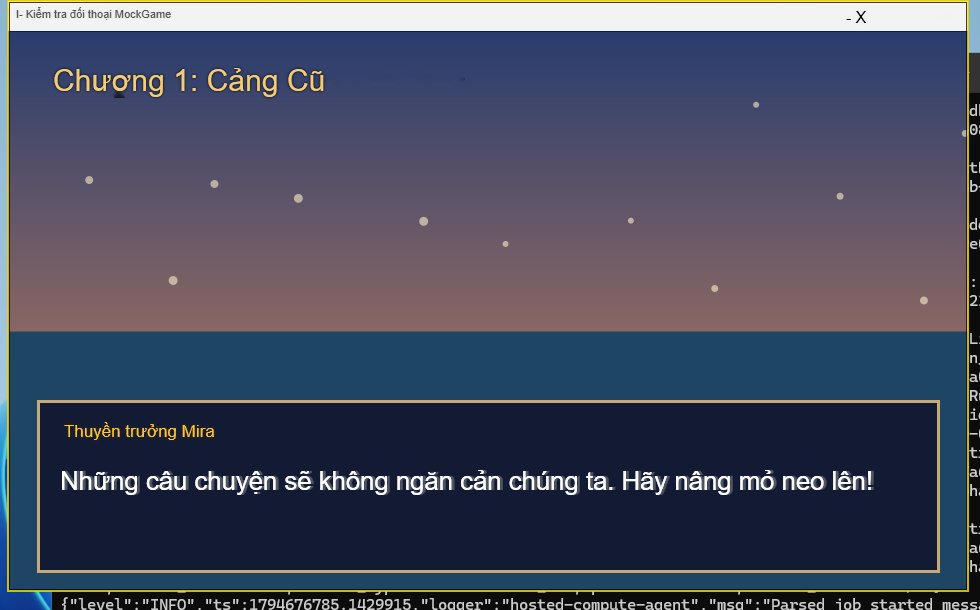 I- Kiểm tra đối thoại MockGame
- X
Chương 1: Cảng Cũ
Thuyền trưởng Mira
Những câu chuyện sẽ không ngăn cản chúng ta. Hãy nâng mỏ neo lên!
{"level":"INFO","ts":1794676785.1429915,"logger":"hosted-compute-agent","msg":"Parsed job started mes